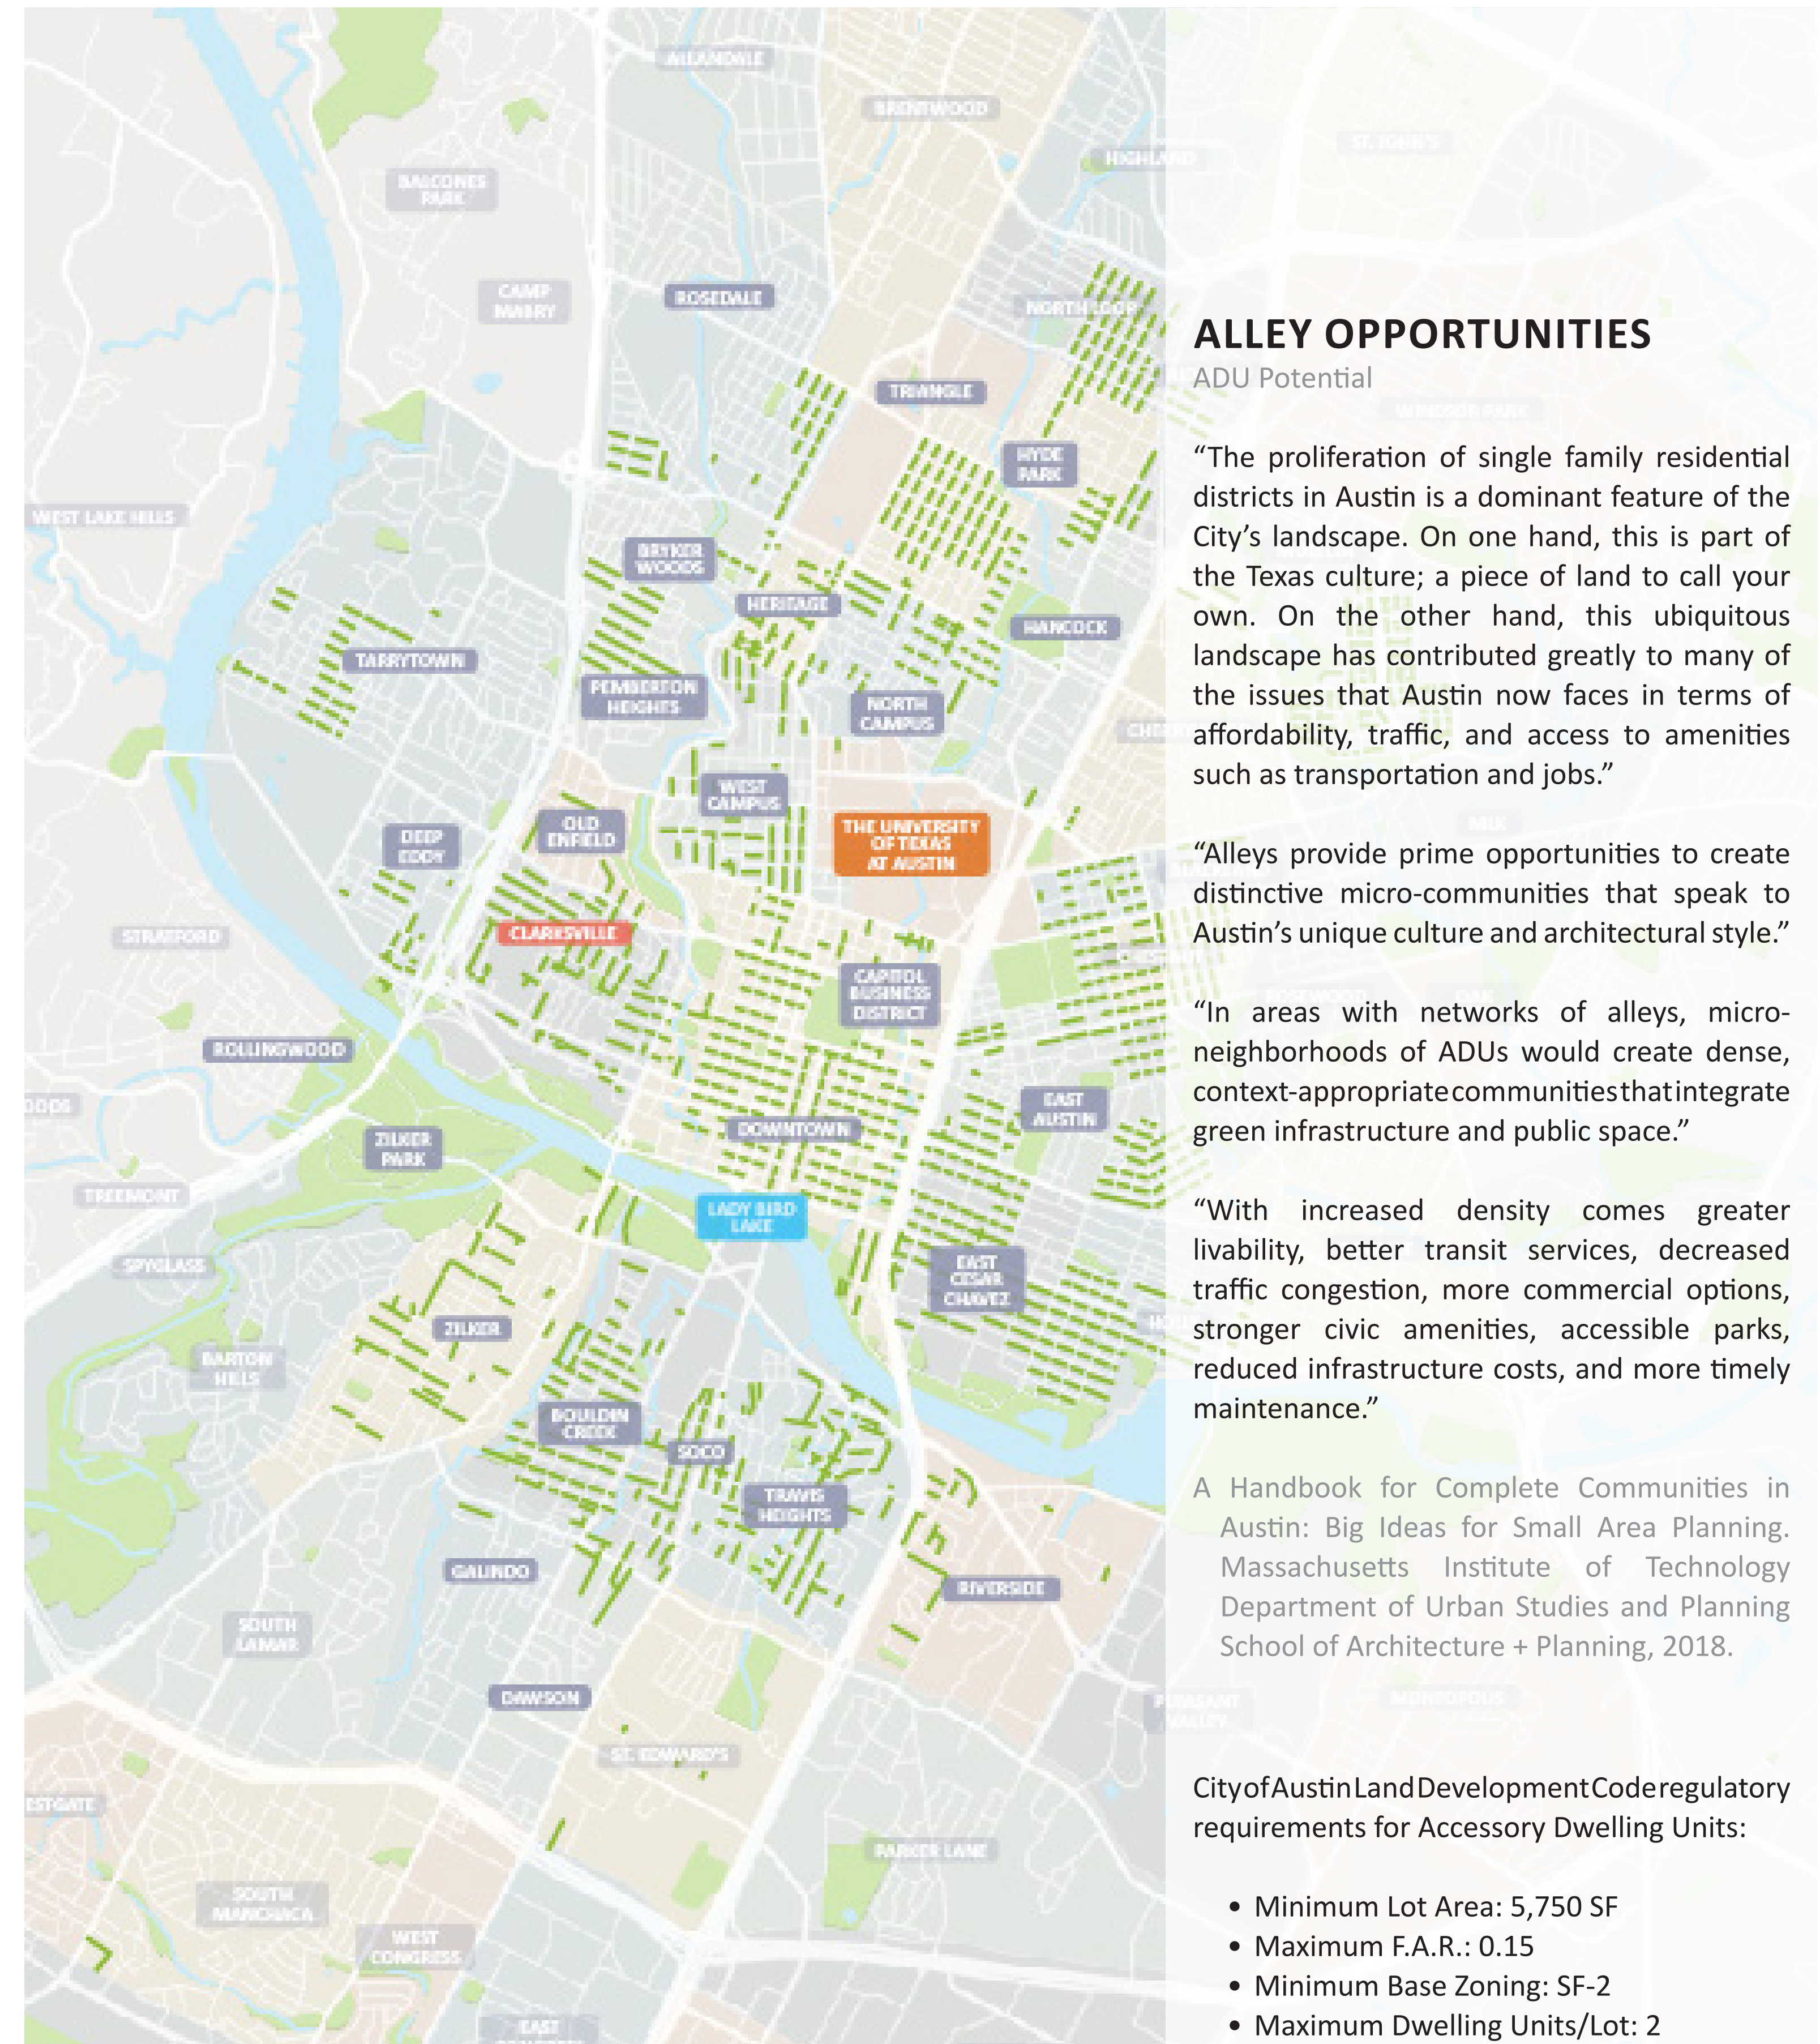 ALLANDALE
BRENTWOOD
HIGHLAND
ST. JOHN'S
BALCONES
PARK
CAMP
MABRY
ROSEDALE
NORTH LOOP
TRIANGLE
WINDSOR PARK
HYDE
PARK
WEST LAKE HILLS
BRYKER
WOODS
HERITAGE
HANCOCK
TARRYTOWN
PEMBERTON
HEIGHTS
NORTH
CAMPUS
WEST
CAMPUS
OLD
ENFIELD
THE UNIVERSITY
OF TEXAS
AT AUSTIN
DEEP
EDDY
MLK
CLARKSVILLE
STRATFORD
CHESTNUT
CAPITOL
BUSINESS
DISTRICT
ROLLINGWOOD
EAST
AUSTIN
DOWNTOWN
ZILKER
PARK
TREEMONT
LADY BIRD
LAKE
SPYGLASS
EAST
CESAR
CHAVEZ
ZILKER
BARTON
HILLS
BOULDIN
CREEK
SOCO
TRAVIS
HEIGHTS
GALINDO
RIVERSIDE
SOUTH
LAMAR
DAWSON
PLEASANT
VALLEY
MONTOPOLIS
ST. EDWARD'S
ESTGATE
PARKER LANE
SOUTH
MANCHACA
WEST
CONGRESS
EAST
ALLEY OPPORTUNITIES
ADU Potential
“The proliferation of single family residential
districts in Austin is a dominant feature of the
City’s landscape. On one hand, this is part of
the Texas culture; a piece of land to call your
own. On the other hand, this ubiquitous
landscape has contributed greatly to many of
the issues that Austin now faces in terms of
affordability, traffic, and access to amenities
such as transportation and jobs.”
“Alleys provide prime opportunities to create
distinctive micro-communities that speak to
Austin’s unique culture and architectural style.”
“In areas with networks of alleys, micro-
neighborhoods of ADUs would create dense,
context-appropriate communities that integrate
green infrastructure and public space.”
“With increased density comes greater
livability, better transit services, decreased
traffic congestion, more commercial options,
stronger civic amenities, accessible parks,
reduced infrastructure costs, and more timely
maintenance.”
A Handbook for Complete Communities in
Austin: Big Ideas for Small Area Planning.
Massachusetts Institute of Technology
Department of Urban Studies and Planning
School of Architecture + Planning, 2018.
City of Austin Land Development Code regulatory
requirements for Accessory Dwelling Units:
• Minimum Lot Area: 5,750 SF
• Maximum F.A.R.: 0.15
• Minimum Base Zoning: SF-2
• Maximum Dwelling Units/Lot: 2